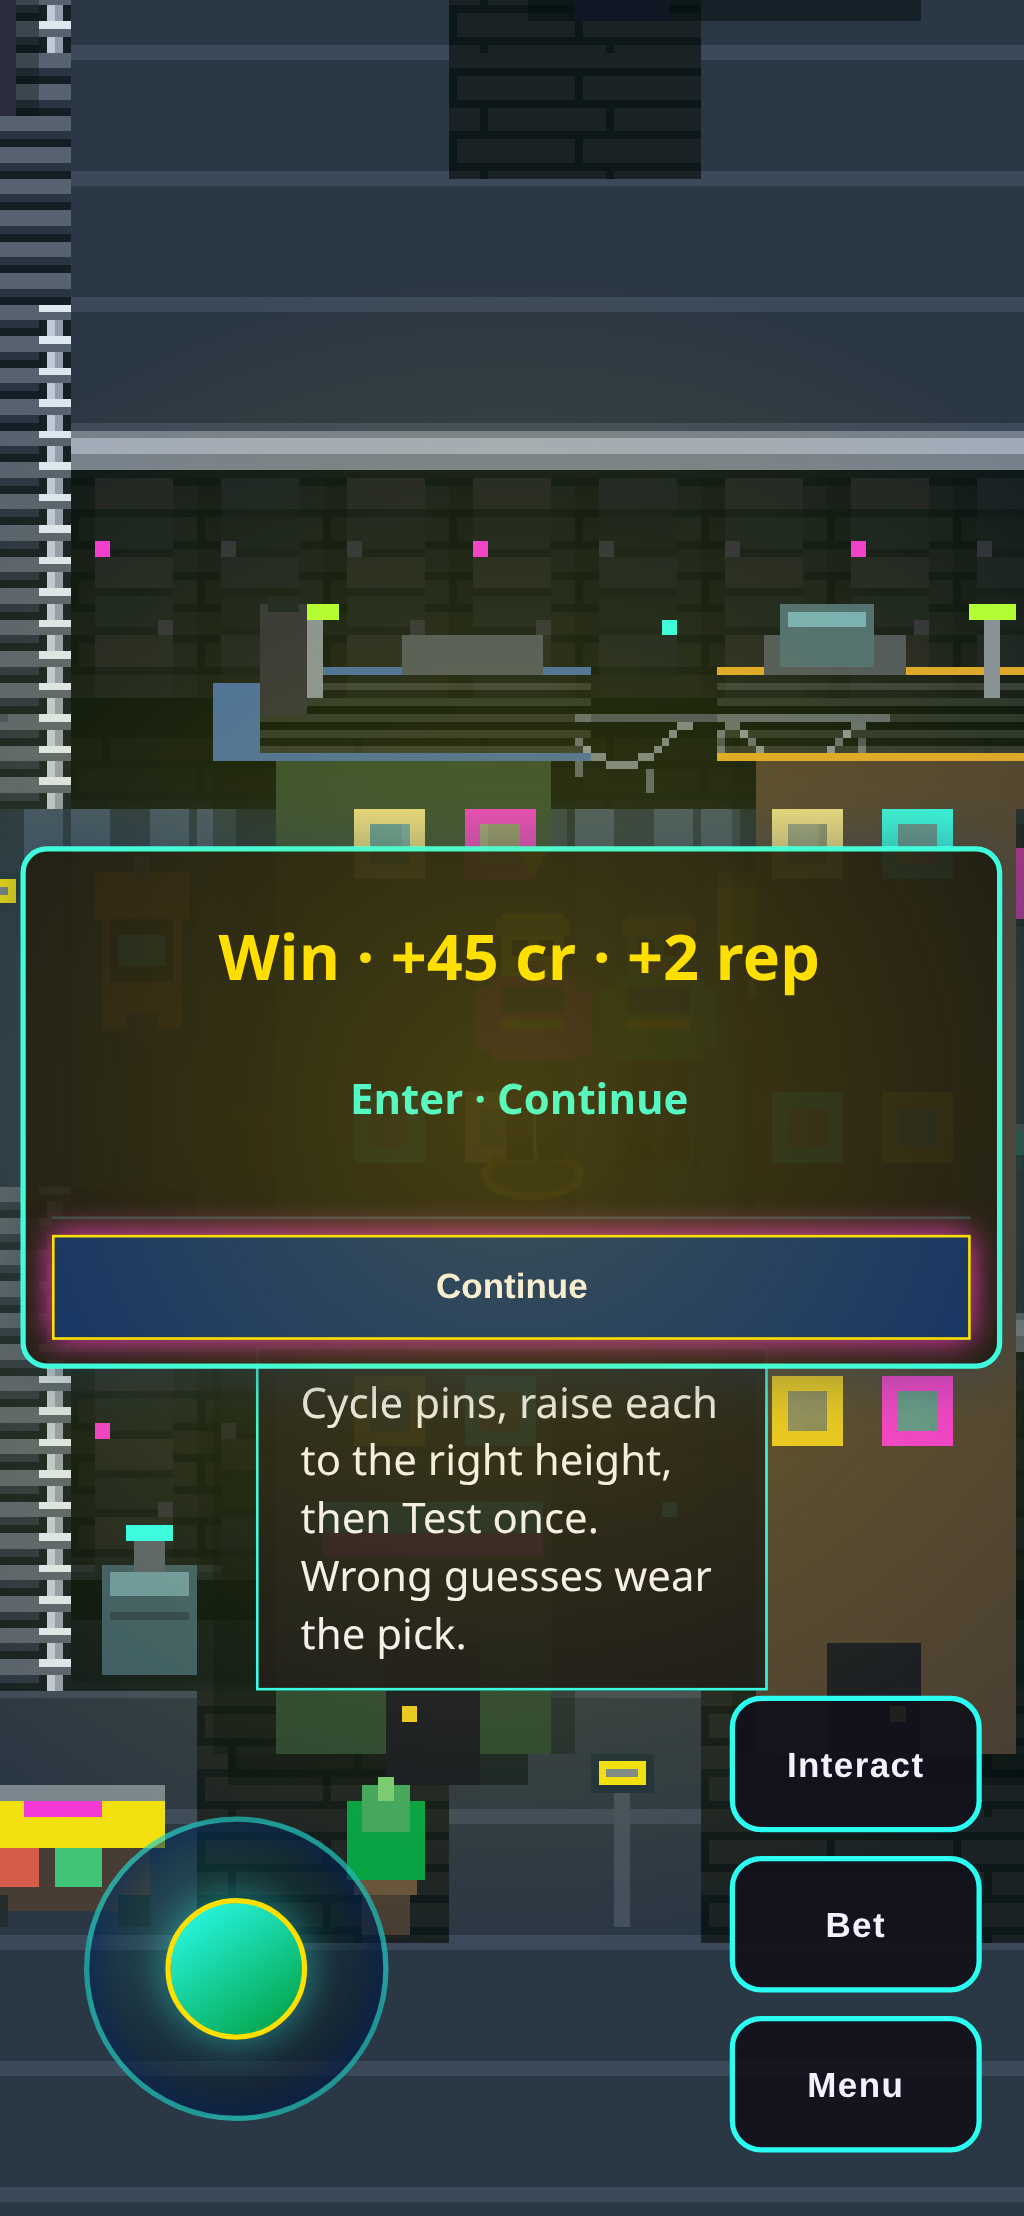 Win · +45 cr · +2 rep
Enter · Continue
Continue
Cycle pins, raise each
to the right height,
then Test once.
Wrong guesses wear
the pick.
Interact
Bet
Menu